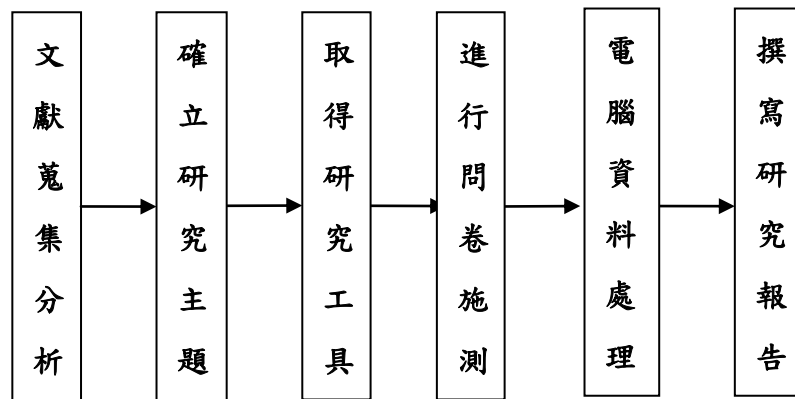 文獻蒐集分析
確立研究主題
取得研究工具
進行問卷施測
電腦資料處理
撰寫研究報告